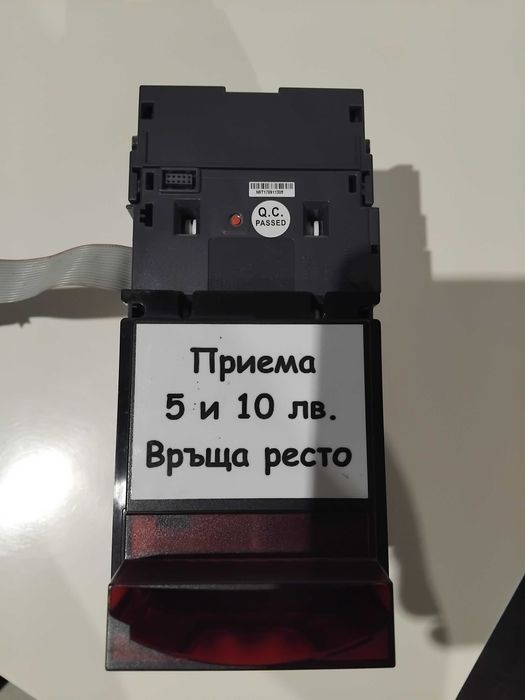 Q.C.
PASSED
Приема
5 и 10 лв.
Връща ресто